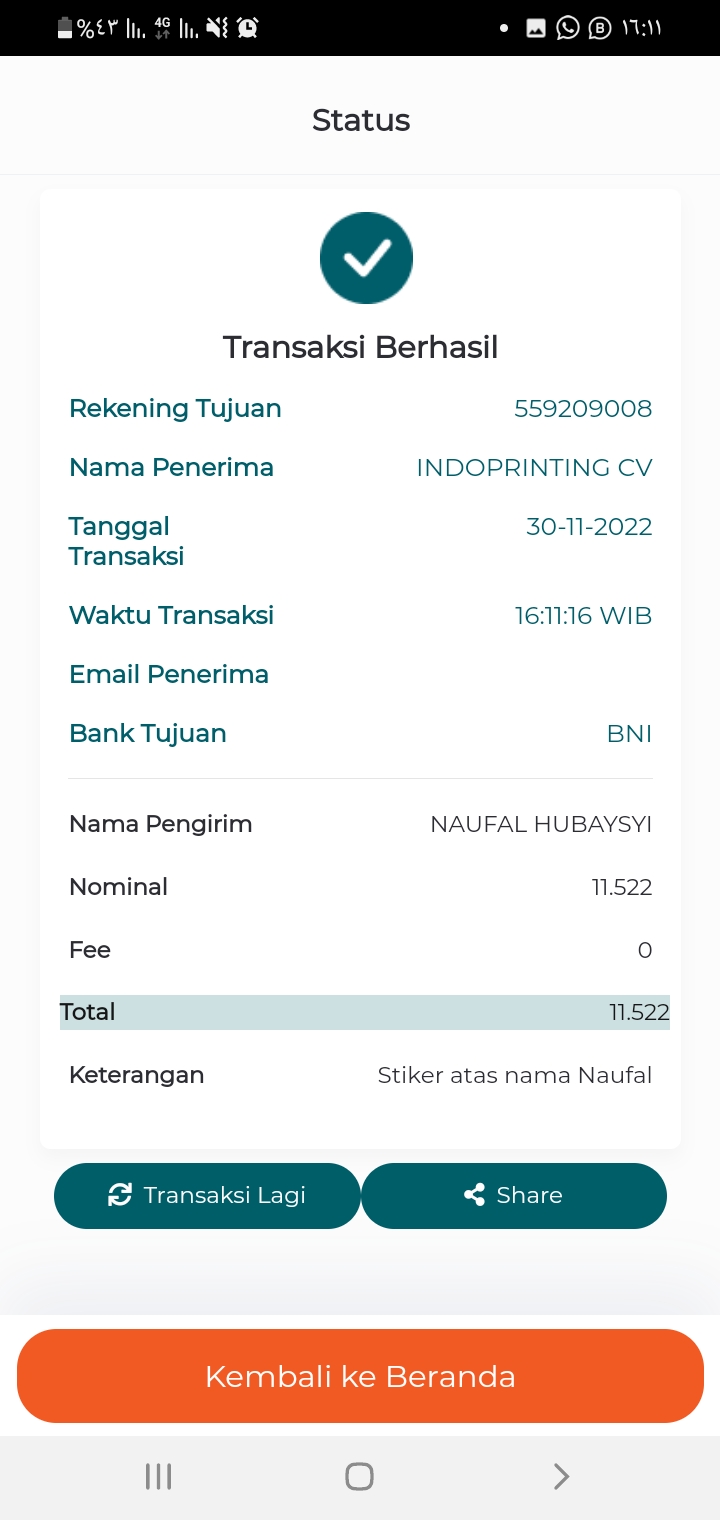 %٤٣ 4G B ١٦:١١
Status
Transaksi Berhasil
Rekening Tujuan 559209008
Nama Penerima INDOPRINTING CV
Tanggal Transaksi 30-11-2022
Waktu Transaksi 16:11:16 WIB
Email Penerima
Bank Tujuan BNI
Nama Pengirim NAUFAL HUBAYSYI
Nominal 11.522
Fee 0
Total 11.522
Keterangan Stiker atas nama Naufal
Transaksi Lagi Share
Kembali ke Beranda